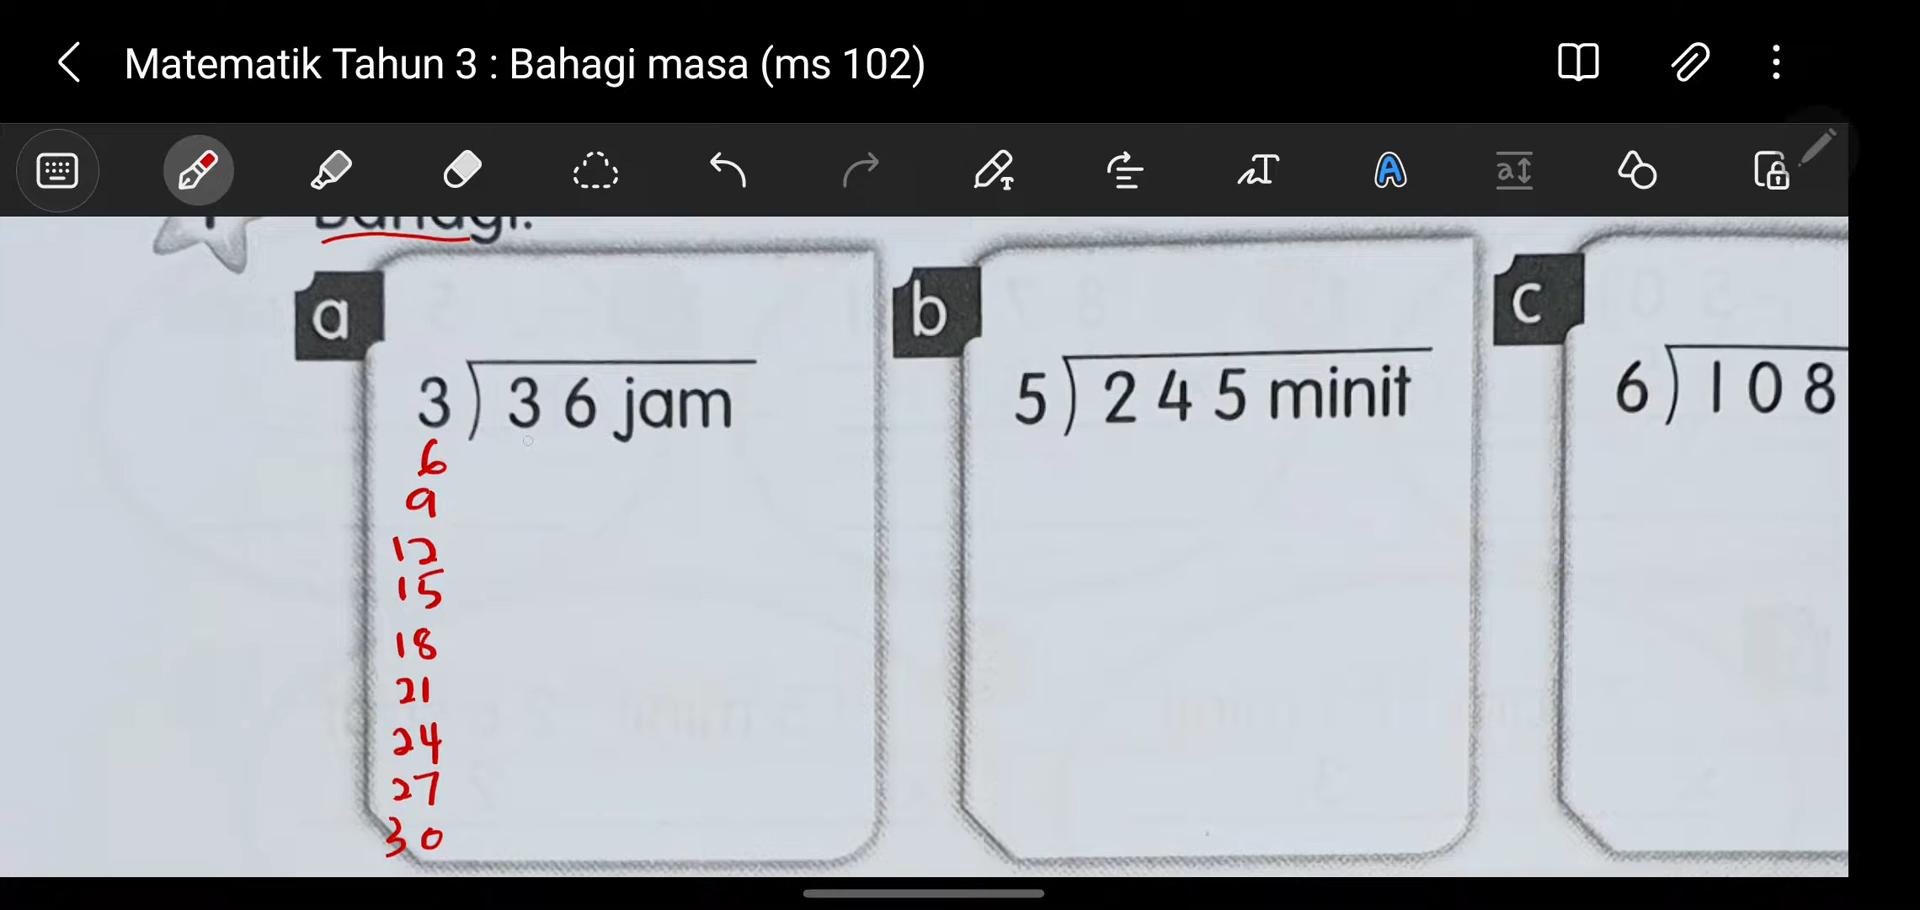 Matematik Tahun 3 : Bahagi masa (ms 102)
Bahagi.
a
3) 3 6 jam
6
9
12
15
18
21
24
27
30
b
5) 2 4 5 minit
c
6) 1 0 8